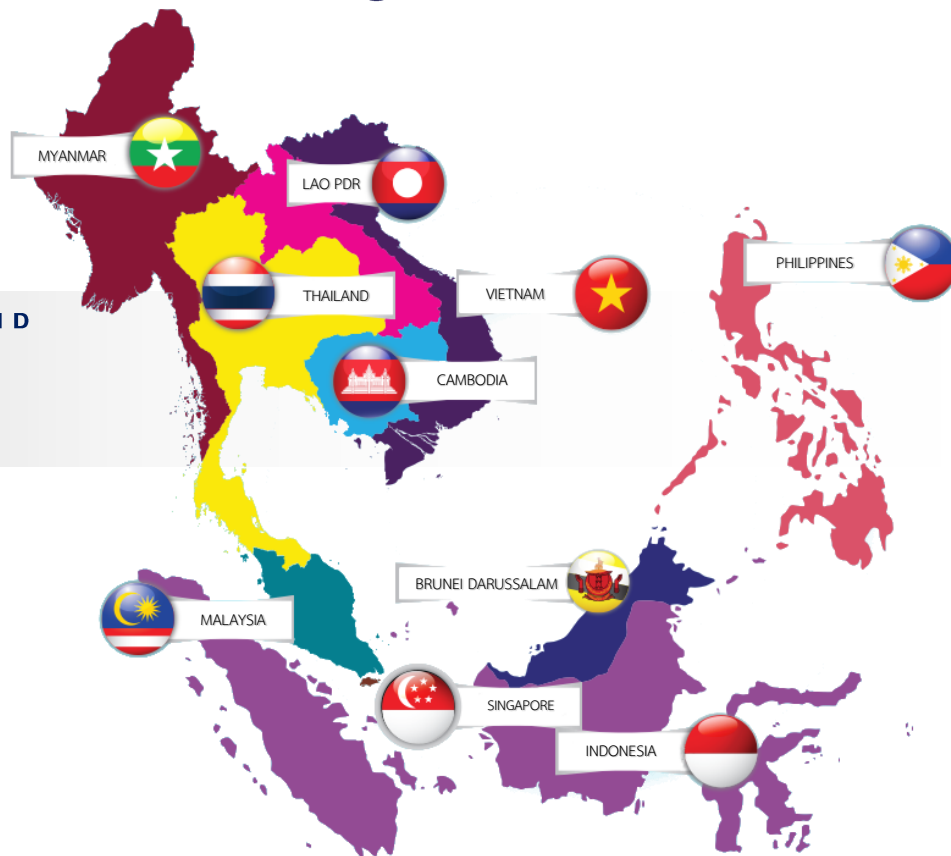 MYANMAR
LAO PDR
PHILIPPINES
THAILAND
VIETNAM
CAMBODIA
BRUNEI DARUSSALAM
MALAYSIA
SINGAPORE
INDONESIA